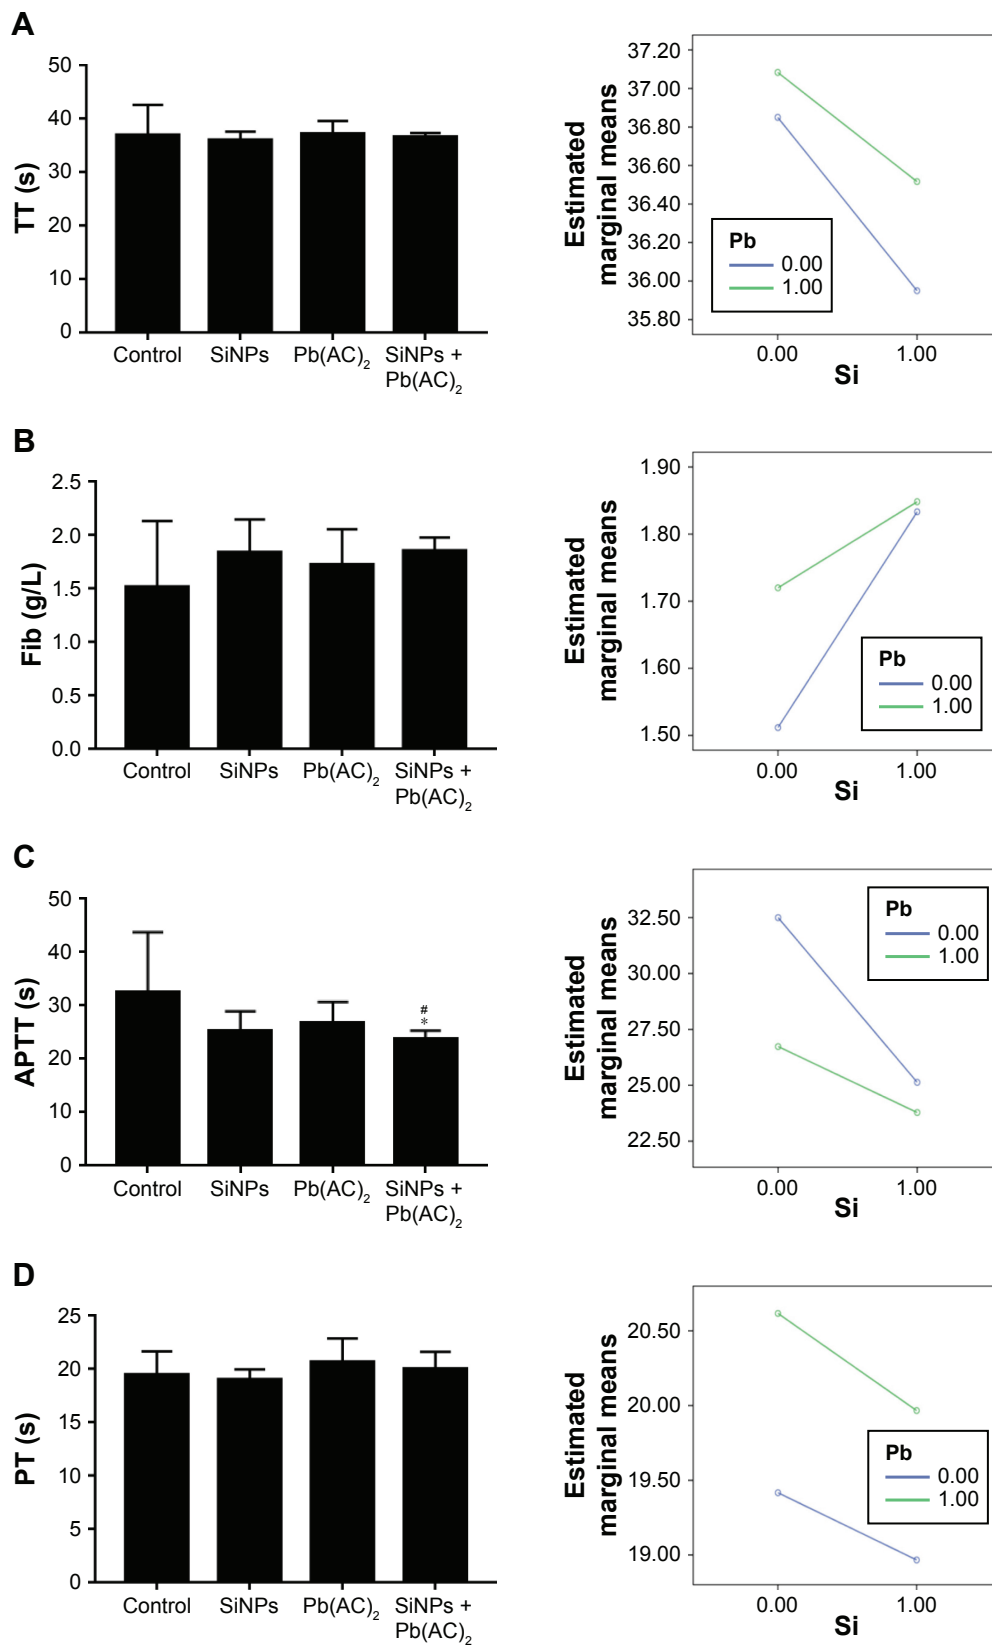 A
TT (s)
50
40
30
20
10
0
Control
SiNPs
Pb(AC)2
SiNPs +
Pb(AC)2
Estimated
marginal means
37.20
37.00
36.80
36.60
36.40
36.20
36.00
35.80
Pb
0.00
1.00
0.00
1.00
Si
B
Fib (g/L)
2.5
2.0
1.5
1.0
0.5
0.0
Control
SiNPs
Pb(AC)2
SiNPs +
Pb(AC)2
Estimated
marginal means
1.90
1.80
1.70
1.60
1.50
Pb
0.00
1.00
0.00
1.00
Si
C
APTT (s)
50
40
30
20
10
0
#
*
Control
SiNPs
Pb(AC)2
SiNPs +
Pb(AC)2
Estimated
marginal means
32.50
30.00
27.50
25.00
22.50
Pb
0.00
1.00
0.00
1.00
Si
D
PT (s)
25
20
15
10
5
0
Control
SiNPs
Pb(AC)2
SiNPs +
Pb(AC)2
Estimated
marginal means
20.50
20.00
19.50
19.00
Pb
0.00
1.00
0.00
1.00
Si